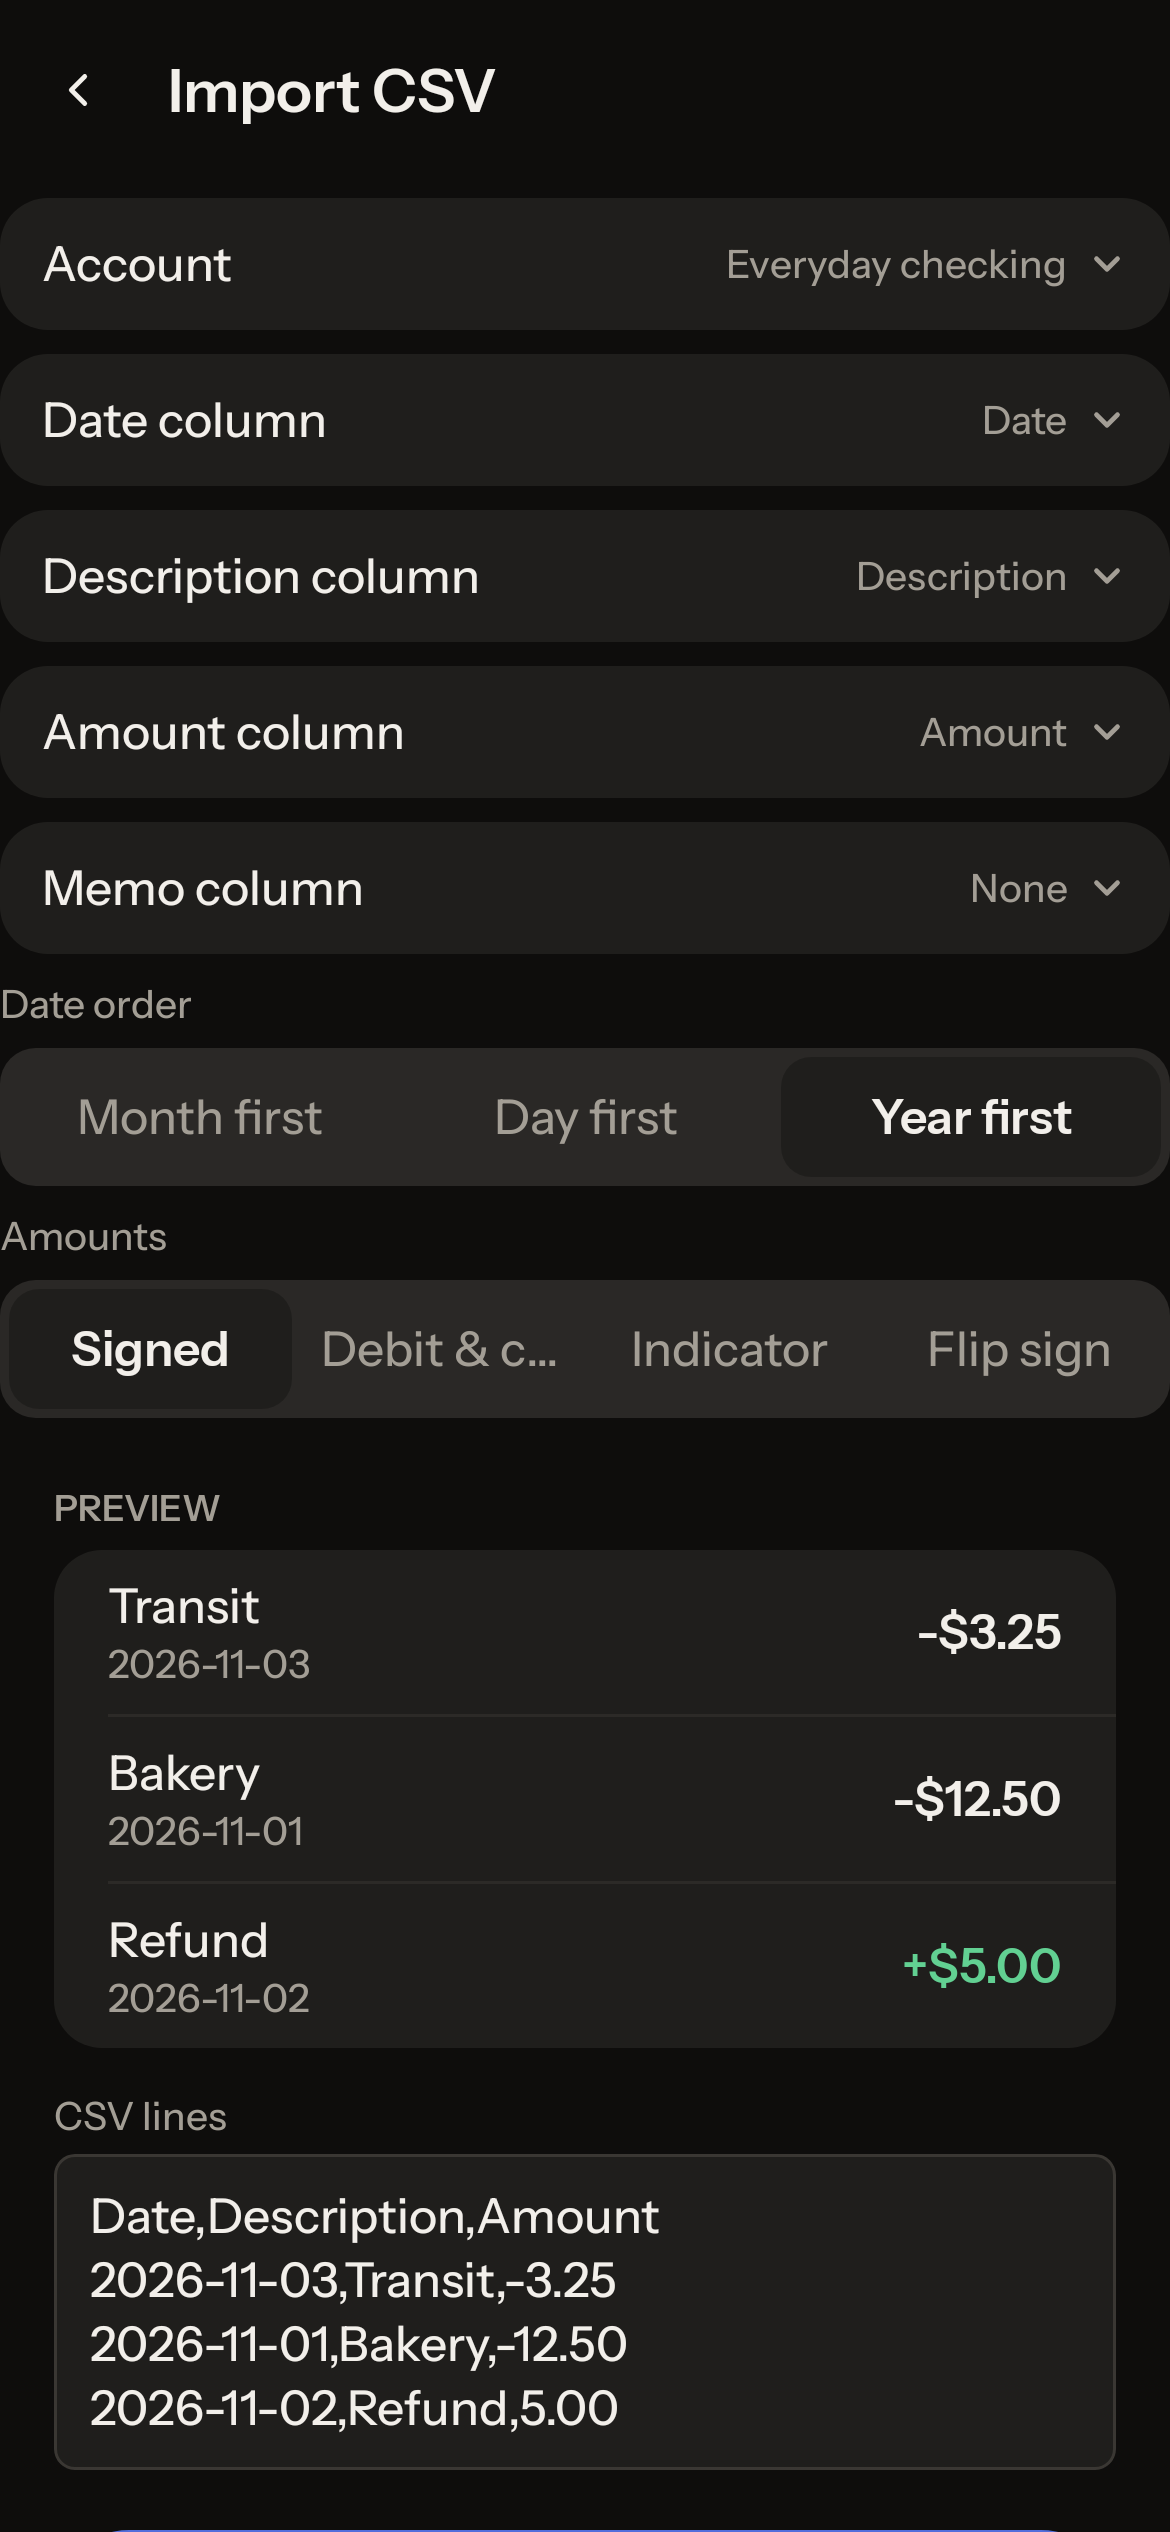 Import CSV
Account
Everyday checking
Date column
Date
Description column
Description
Amount column
Amount
Memo column
None
Date order
Month first
Day first
Year first
Amounts
Signed
Debit & c...
Indicator
Flip sign
PREVIEW
Transit
2026-11-03
-$3.25
Bakery
2026-11-01
-$12.50
Refund
2026-11-02
+$5.00
CSV lines
Date,Description,Amount
2026-11-03,Transit,-3.25
2026-11-01,Bakery,-12.50
2026-11-02,Refund,5.00